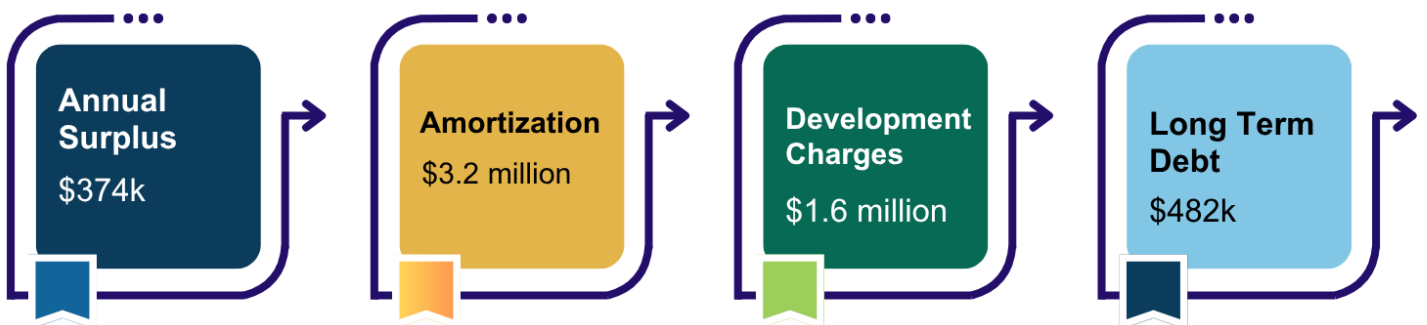 Annual
Surplus
$374k
Amortization
$3.2 million
Development
Charges
$1.6 million
Long Term
Debt
$482k